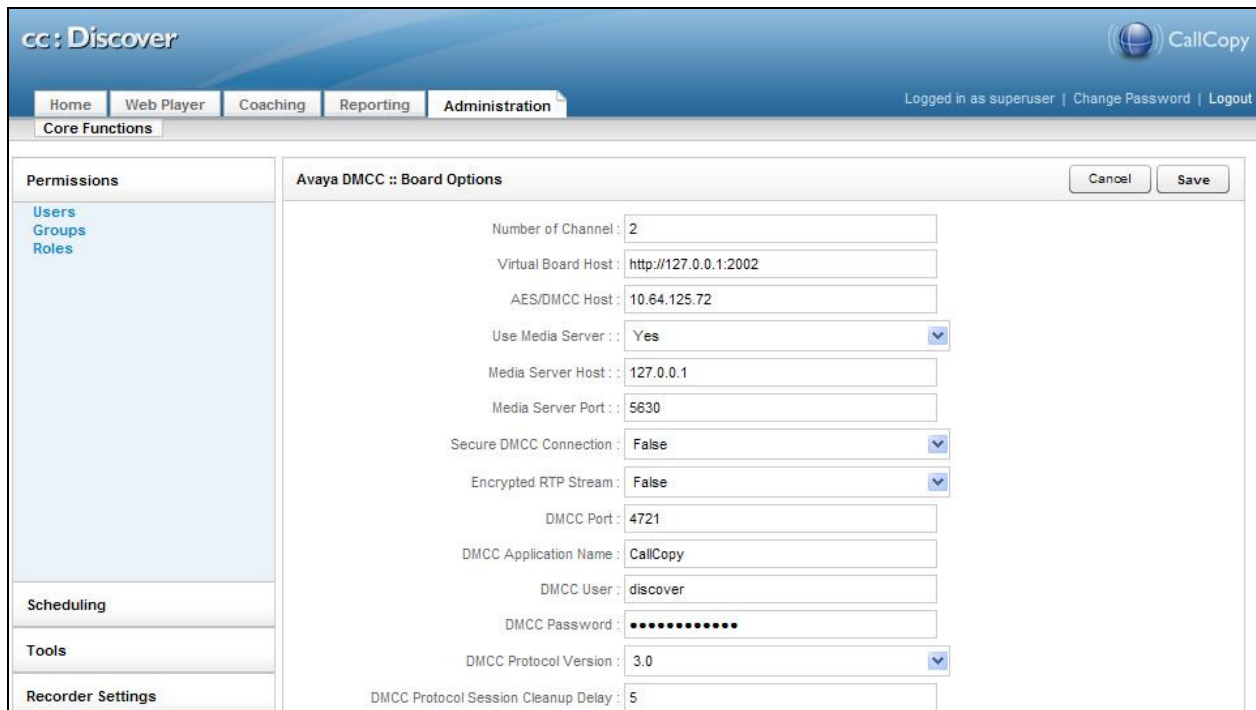 cc: Discover
CallCopy
Home Web Player Coaching Reporting Administration
Logged in as superuser | Change Password | Logout
Core Functions
Permissions
Users
Groups
Roles
Scheduling
Tools
Recorder Settings
Avaya DMCC :: Board Options
Cancel Save
Number of Channel : 2
Virtual Board Host : http://127.0.0.1:2002
AES/DMCC Host : 10.64.125.72
Use Media Server : : Yes
Media Server Host : : 127.0.0.1
Media Server Port : : 5630
Secure DMCC Connection : False
Encrypted RTP Stream : False
DMCC Port : 4721
DMCC Application Name : CallCopy
DMCC User : discover
DMCC Password : ••••••••••••
DMCC Protocol Version : 3.0
DMCC Protocol Session Cleanup Delay : 5